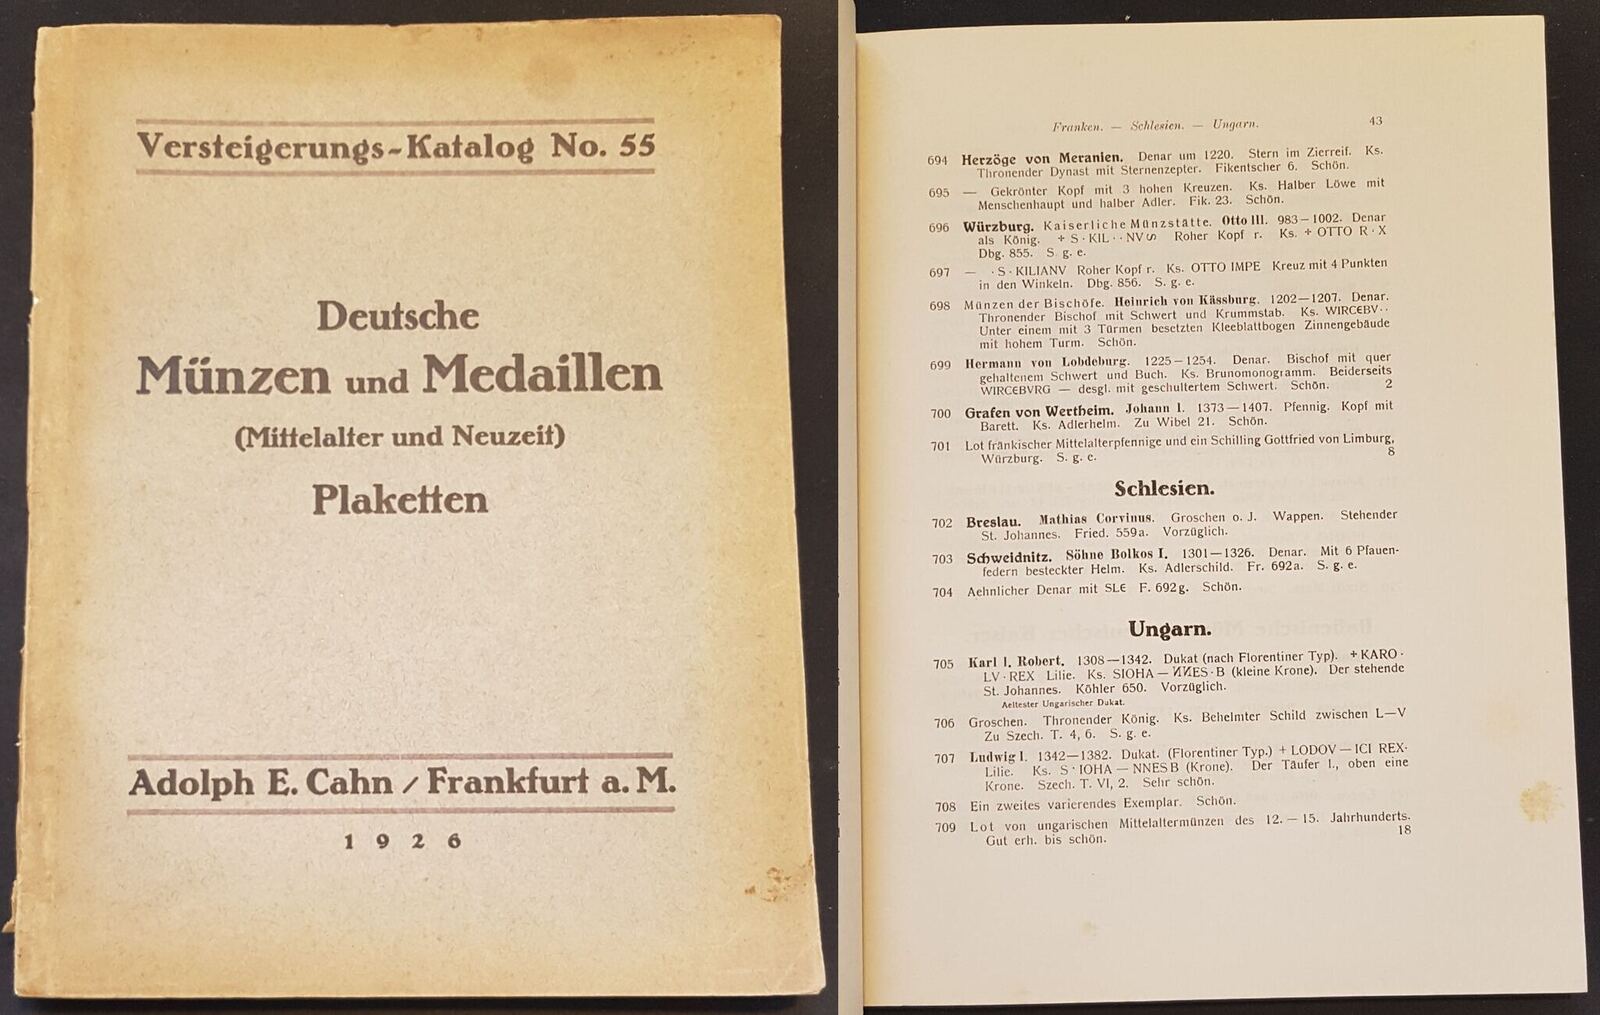 Versteigerungs-Katalog No. 55
Deutsche
Münzen und Medaillen
(Mittelalter und Neuzeit)
Plaketten
Adolph E. Cahn / Frankfurt a. M.
1926
Franken. — Schlesien. — Ungarn. 43
694 Herzöge von Meranien. Denar um 1220. Stern im Zierreif. Ks.
Thronender Dynast mit Sternenzepter. Fikentscher 6. Schön.
695 — Gekrönter Kopf mit 3 hohen Kreuzen. Ks. Halber Löwe mit
Menschenhaupt und halber Adler. Fik. 23. Schön.
696 Würzburg. Kaiserliche Münzstätte. Otto III. 983–1002. Denar
als König. + S · KIL · · NV𐆘 Roher Kopf r. Ks. + OTTO R · X
Dbg. 855. S. g. e.
697 — · S · KILIANV Roher Kopf r. Ks. OTTO IMPE Kreuz mit 4 Punkten
in den Winkeln. Dbg. 856. S. g. e.
698 Münzen der Bischöfe. Heinrich von Kässburg. 1202—1207. Denar.
Thronender Bischof mit Schwert und Krummstab. Ks. WIRCЄBV · ·
Unter einem mit 3 Türmen besetzten Kleeblattbogen Zinnengebäude
mit hohem Turm. Schön.
699 Hermann von Lobdeburg. 1225–1254. Denar. Bischof mit quer
gehaltenem Schwert und Buch. Ks. Brunomonogramm. Beiderseits
WIRCЄBVRG — desgl. mit geschultertem Schwert. Schön. 2
700 Grafen von Wertheim. Johann I. 1373—1407. Pfennig. Kopf mit
Barett. Ks. Adlerhelm. Zu Wibel 21. Schön.
701 Lot fränkischer Mittelalterpfennige und ein Schilling Gottfried von Limburg,
Würzburg. S. g. e. 8
Schlesien.
702 Breslau. Mathias Corvinus. Groschen o. J. Wappen. Stehender
St. Johannes. Fried. 559a. Vorzüglich.
703 Schweidnitz. Söhne Bolkos I. 1301—1326. Denar. Mit 6 Pfauen-
federn besteckter Helm. Ks. Adlerschild. Fr. 692a. S. g. e.
704 Aehnlicher Denar mit SLЄ F. 692g. Schön.
Ungarn.
705 Karl I. Robert. 1308—1342. Dukat (nach Florentiner Typ). + KARO ·
LV · REX Lilie. Ks. SIOHA — ИИES · B (kleine Krone). Der stehende
St. Johannes. Köhler 650. Vorzüglich.
Aeltester Ungarischer Dukat.
706 Groschen. Thronender König. Ks. Behelmter Schild zwischen L—V
Zu Szech. T. 4, 6. S. g. e.
707 Ludwig I. 1342—1382. Dukat. (Florentiner Typ.) + LODOV — ICI REX·
Lilie. Ks. S · IOHA — NNES B (Krone). Der Täufer l., oben eine
Krone. Szech. T. VI, 2. Sehr schön.
708 Ein zweites varierendes Exemplar. Schön.
709 Lot von ungarischen Mittelaltermünzen des 12.—15. Jahrhunderts.
Gut erh. bis schön. 18